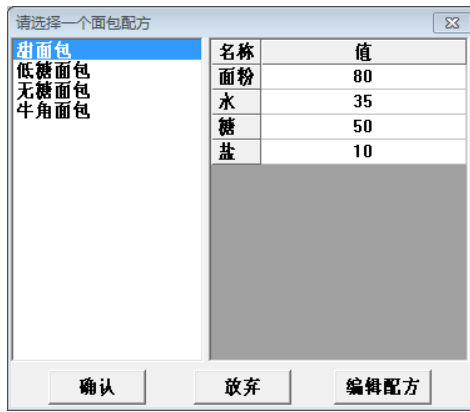 请选择一个面包配方
甜面包
低糖面包
无糖面包
牛角面包
名称 值
面粉 80
水 35
糖 50
盐 10
确认 放弃 编辑配方